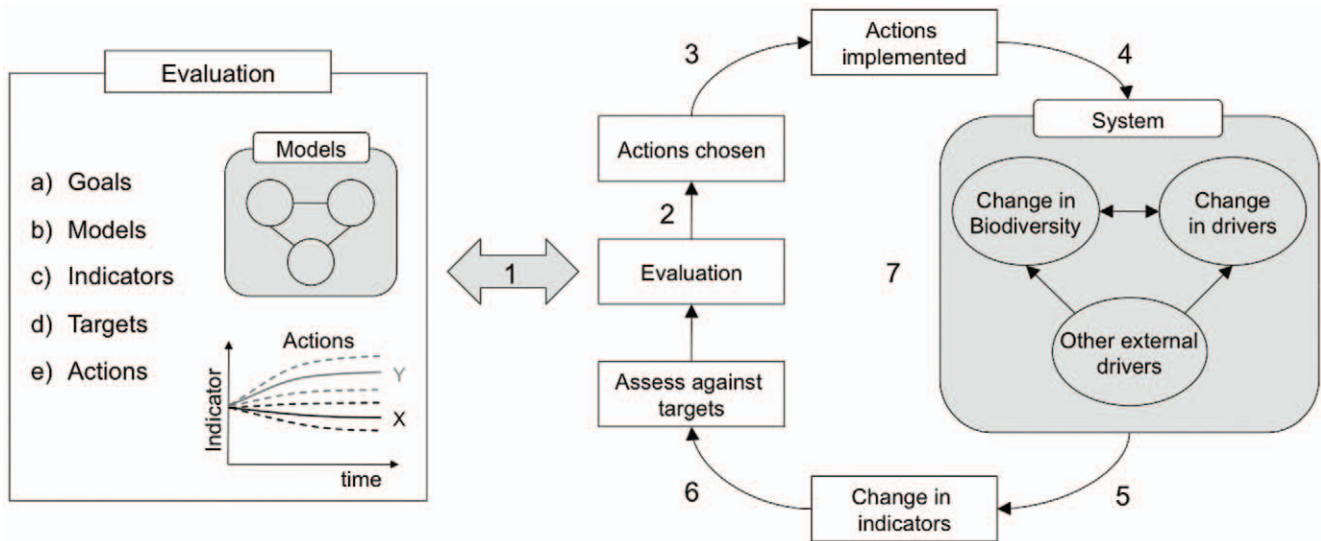 Evaluation
Models
a) Goals
b) Models
c) Indicators
d) Targets
e) Actions
Actions
Indicator
Y
X
time
1
Actions chosen
2
Evaluation
Assess against
targets
3
Actions
implemented
4
System
Change in
Biodiversity
Change
in drivers
Other external
drivers
7
5
Change in
indicators
6